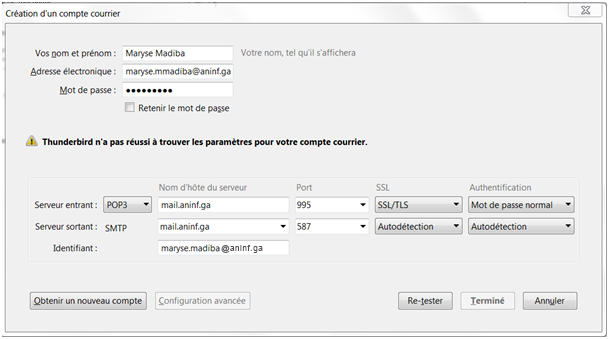 Création d'un compte courrier
Vos nom et prénom : Maryse Madiba Votre nom, tel qu'il s'affichera
Adresse électronique : maryse.mmadiba@aninf.ga
Mot de passe : •••••••••
Retenir le mot de passe
Thunderbird n'a pas réussi à trouver les paramètres pour votre compte courrier.
Nom d'hôte du serveur Port SSL Authentification
Serveur entrant : POP3 mail.aninf.ga 995 SSL/TLS Mot de passe normal
Serveur sortant : SMTP mail.aninf.ga 587 Autodétection Autodétection
Identifiant : maryse.madiba@aninf.ga
Obtenir un nouveau compte Configuration avancée Re-tester Terminé Annuler